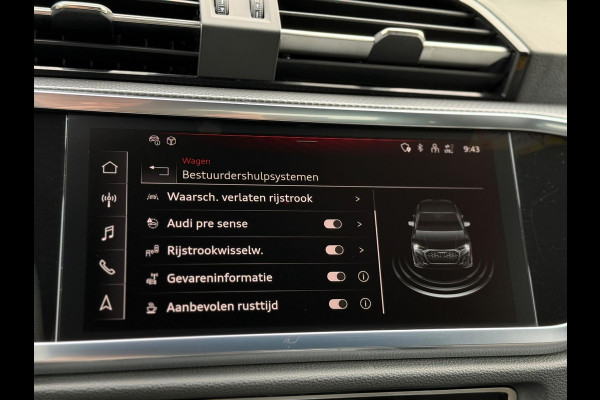 9:43
Wagen
Bestuurdershulpsystemen
Waarsch. verlaten rijstrook
Audi pre sense
Rijstrookwisselw.
Gevareninformatie
Aanbevolen rusttijd